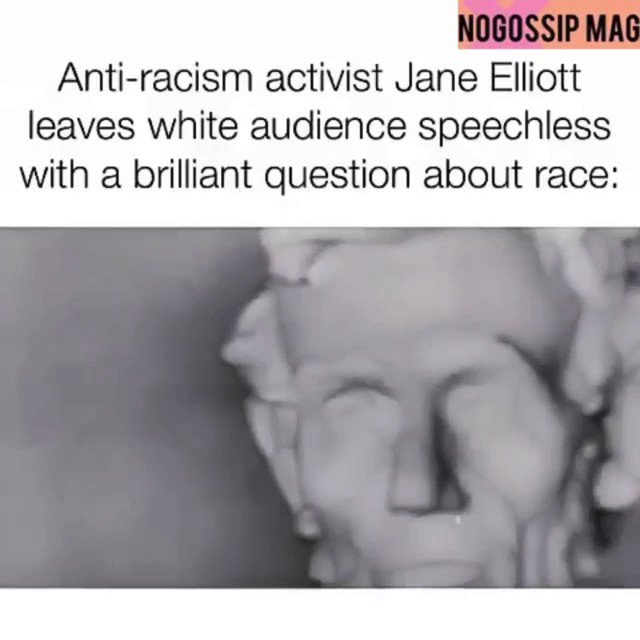 NOGOSSIP MAG
Anti-racism activist Jane Elliott
leaves white audience speechless
with a brilliant question about race: